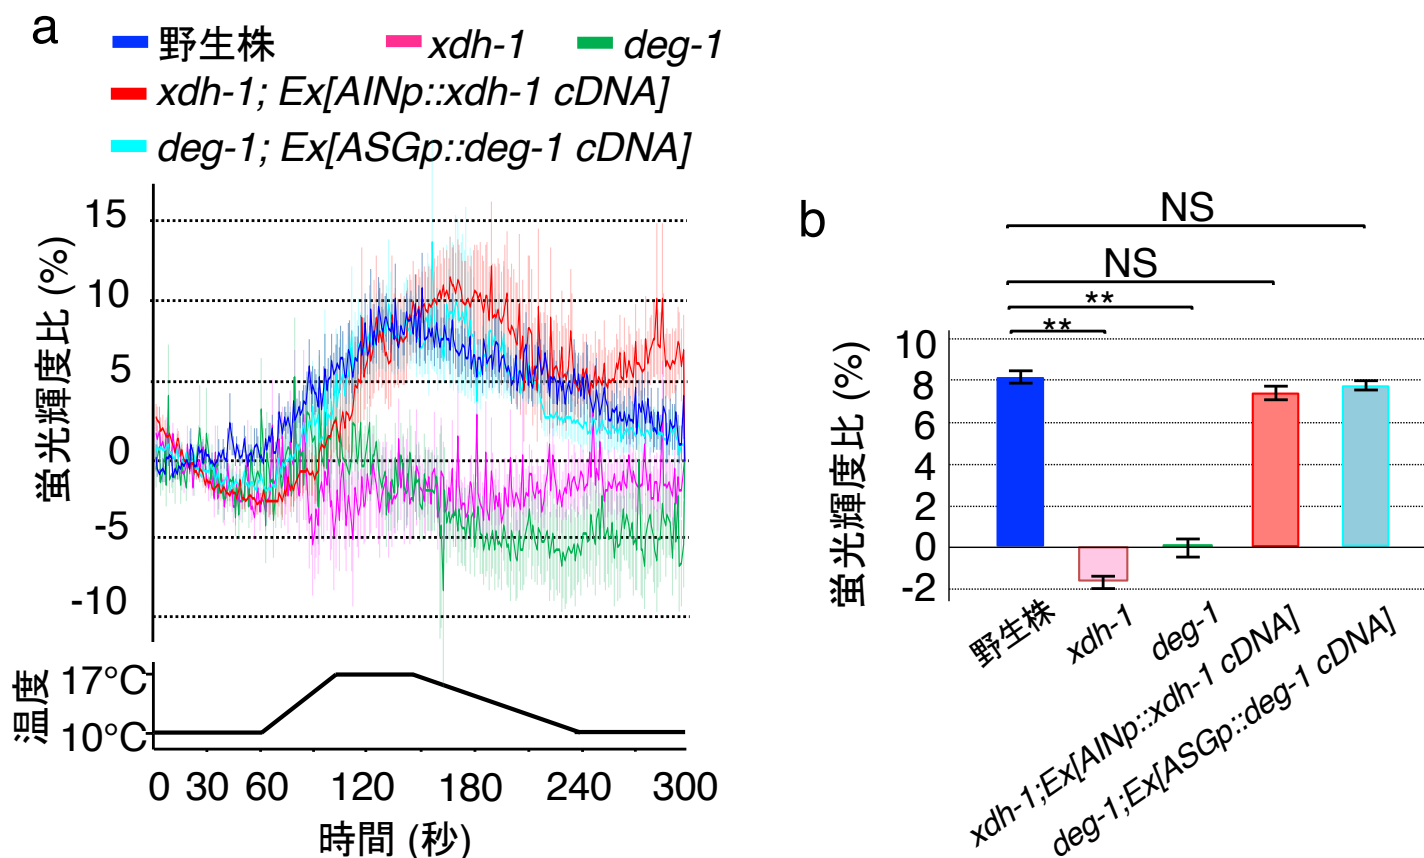 a
野生株 xdh-1 deg-1
xdh-1; Ex[AINp::xdh-1 cDNA]
deg-1; Ex[ASGp::deg-1 cDNA]
蛍光輝度比 (%)
15
10
5
0
-5
-10
温度
17°C
10°C
0 30 60 120 180 240 300
時間 (秒)
b
NS
NS
**
**
蛍光輝度比 (%)
10
8
6
4
2
0
-2
野生株
xdh-1
deg-1
xdh-1;Ex[AINp::xdh-1 cDNA]
deg-1;Ex[ASGp::deg-1 cDNA]